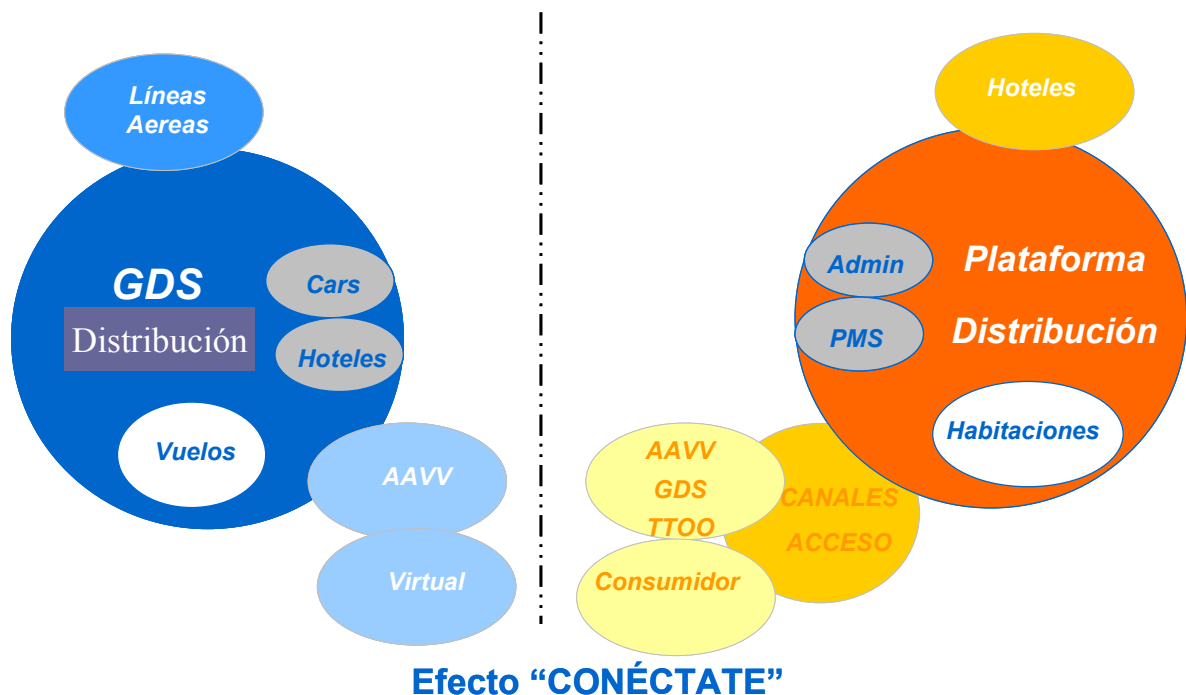 Líneas
Aereas
GDS
Distribución
Cars
Hoteles
Vuelos
AAVV
Virtual
Hoteles
Admin
PMS
Plataforma
Distribución
Habitaciones
AAVV
GDS
TTOO
CANALES
ACCESO
Consumidor
Efecto “CONÉCTATE”